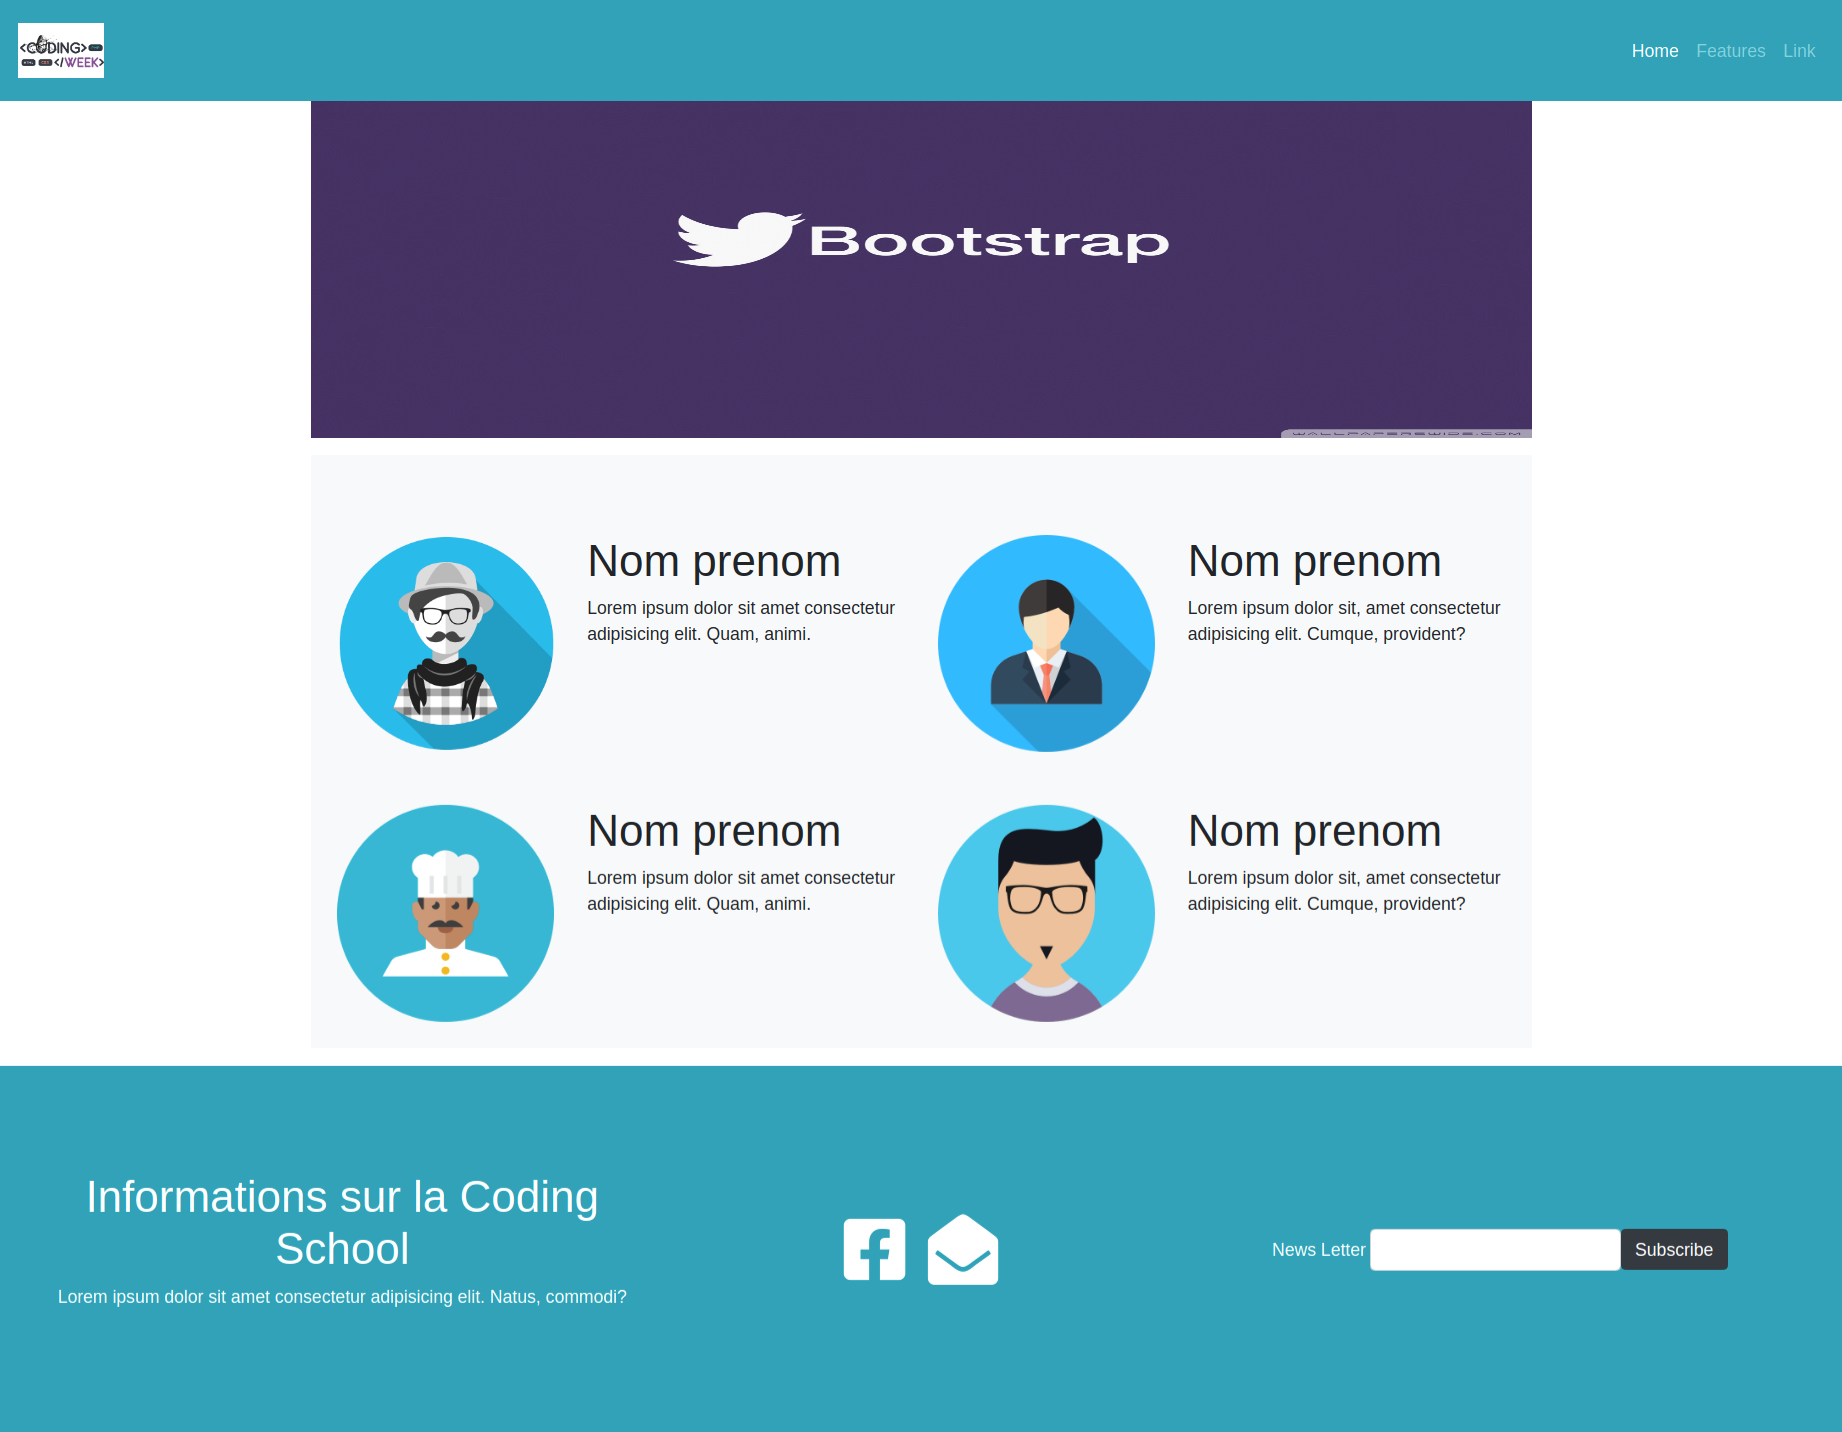 <CODING>
</WEEK>
Home Features Link
Bootstrap
Nom prenom
Lorem ipsum dolor sit amet consectetur
adipisicing elit. Quam, animi.
Nom prenom
Lorem ipsum dolor sit, amet consectetur
adipisicing elit. Cumque, provident?
Nom prenom
Lorem ipsum dolor sit amet consectetur
adipisicing elit. Quam, animi.
Nom prenom
Lorem ipsum dolor sit, amet consectetur
adipisicing elit. Cumque, provident?
Informations sur la Coding
School
Lorem ipsum dolor sit amet consectetur adipisicing elit. Natus, commodi?
News Letter
Subscribe